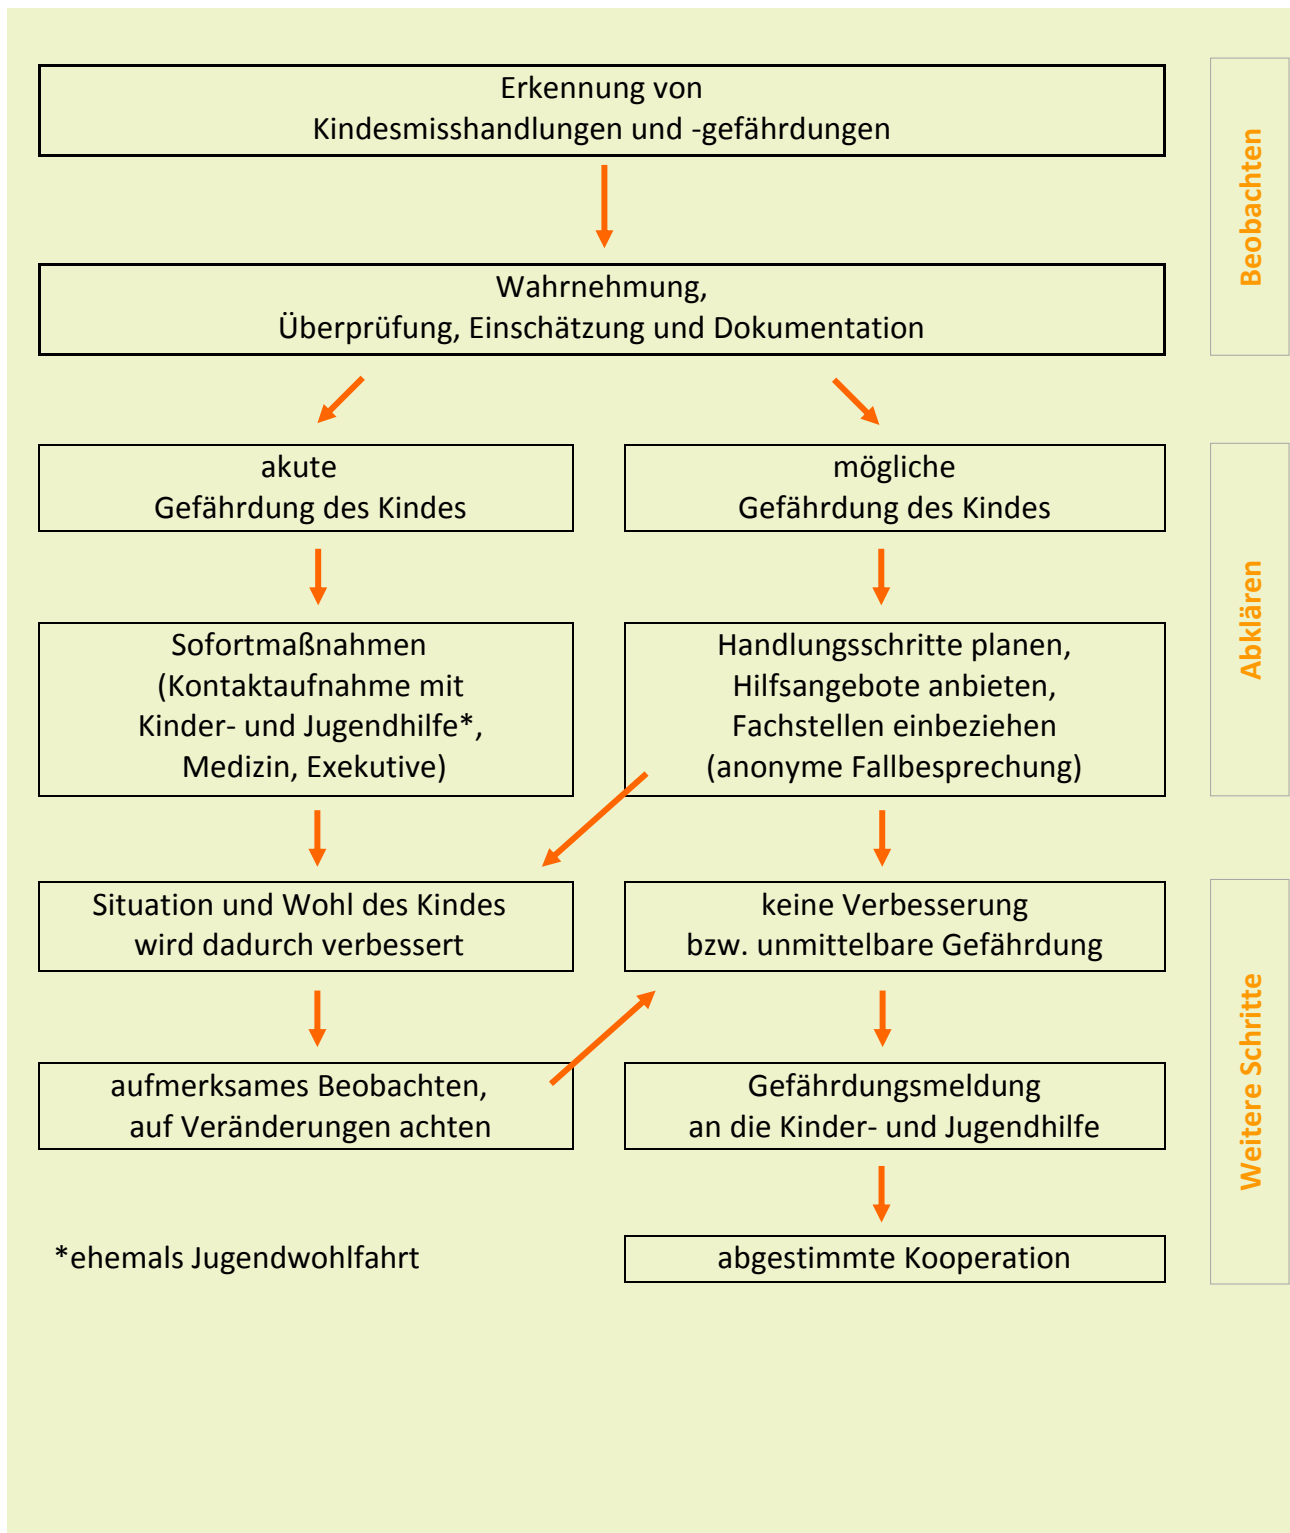 Erkennung von
Kindesmisshandlungen und -gefährdungen
Beobachten
Wahrnehmung,
Überprüfung, Einschätzung und Dokumentation
akute
Gefährdung des Kindes
mögliche
Gefährdung des Kindes
Abklären
Sofortmaßnahmen
(Kontaktaufnahme mit
Kinder- und Jugendhilfe*,
Medizin, Exekutive)
Handlungsschritte planen,
Hilfsangebote anbieten,
Fachstellen einbeziehen
(anonyme Fallbesprechung)
Situation und Wohl des Kindes
wird dadurch verbessert
keine Verbesserung
bzw. unmittelbare Gefährdung
Weitere Schritte
aufmerksames Beobachten,
auf Veränderungen achten
Gefährdungsmeldung
an die Kinder- und Jugendhilfe
*ehemals Jugendwohlfahrt
abgestimmte Kooperation